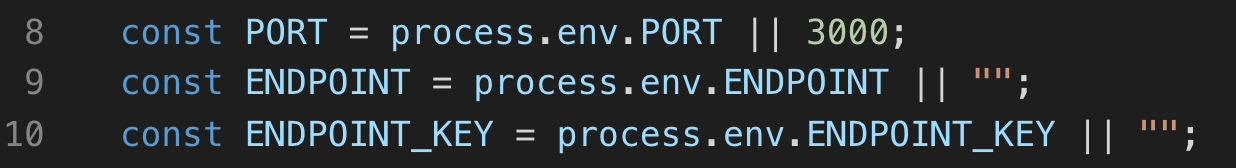 8 const PORT = process.env.PORT || 3000;
9 const ENDPOINT = process.env.ENDPOINT || "";
10 const ENDPOINT_KEY = process.env.ENDPOINT_KEY || "";